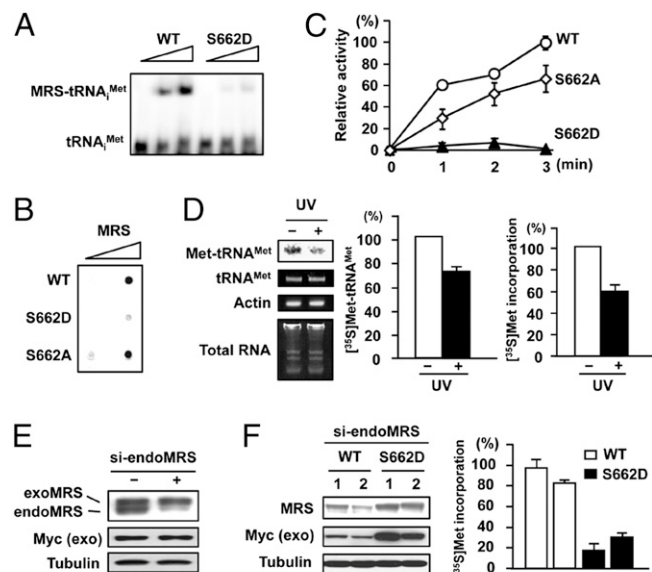 A
WT S662D
MRS-tRNAᵢᴹᵉᵗ
tRNAᵢᴹᵉᵗ
B
MRS
WT
S662D
S662A
C
(%)
Relative activity
100
80
60
40
20
0
WT
S662A
S662D
0 1 2 3 (min)
D
UV
− +
Met-tRNAᴹᵉᵗ
tRNAᴹᵉᵗ
Actin
Total RNA
(%)
[³⁵S]Met-tRNAᴹᵉᵗ
100
80
60
40
20
0
− +
UV
(%)
[³⁵S]Met incorporation
100
80
60
40
20
0
− +
UV
E
si-endoMRS
− +
exoMRS
endoMRS
Myc (exo)
Tubulin
F
si-endoMRS
WT S662D
1 2 1 2
MRS
Myc (exo)
Tubulin
(%)
[³⁵S]Met incorporation
100
80
60
40
20
0
WT
S662D